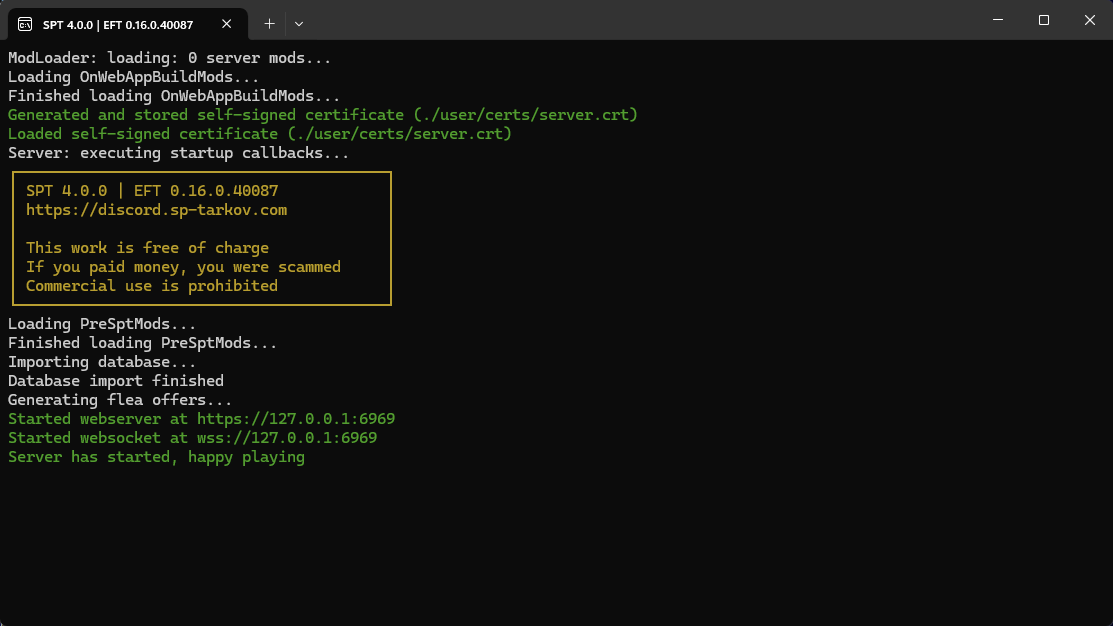 SPT 4.0.0 | EFT 0.16.0.40087
ModLoader: loading: 0 server mods...
Loading OnWebAppBuildMods...
Finished loading OnWebAppBuildMods...
Generated and stored self-signed certificate (./user/certs/server.crt)
Loaded self-signed certificate (./user/certs/server.crt)
Server: executing startup callbacks...
SPT 4.0.0 | EFT 0.16.0.40087
https://discord.sp-tarkov.com
This work is free of charge
If you paid money, you were scammed
Commercial use is prohibited
Loading PreSptMods...
Finished loading PreSptMods...
Importing database...
Database import finished
Generating flea offers...
Started webserver at https://127.0.0.1:6969
Started websocket at wss://127.0.0.1:6969
Server has started, happy playing